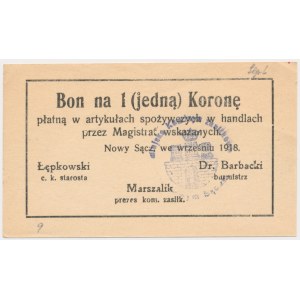 Bon na 1 (jedną) Koronę
płatną w artykułach spożywczych w handlach
przez Magistrat wskazanych.
Nowy Sącz we wrześniu 1918.
Łępkowski Dr. Barbacki
c. k. starosta burmistrz
Marszalik
prezes kom. zasiłk.
9